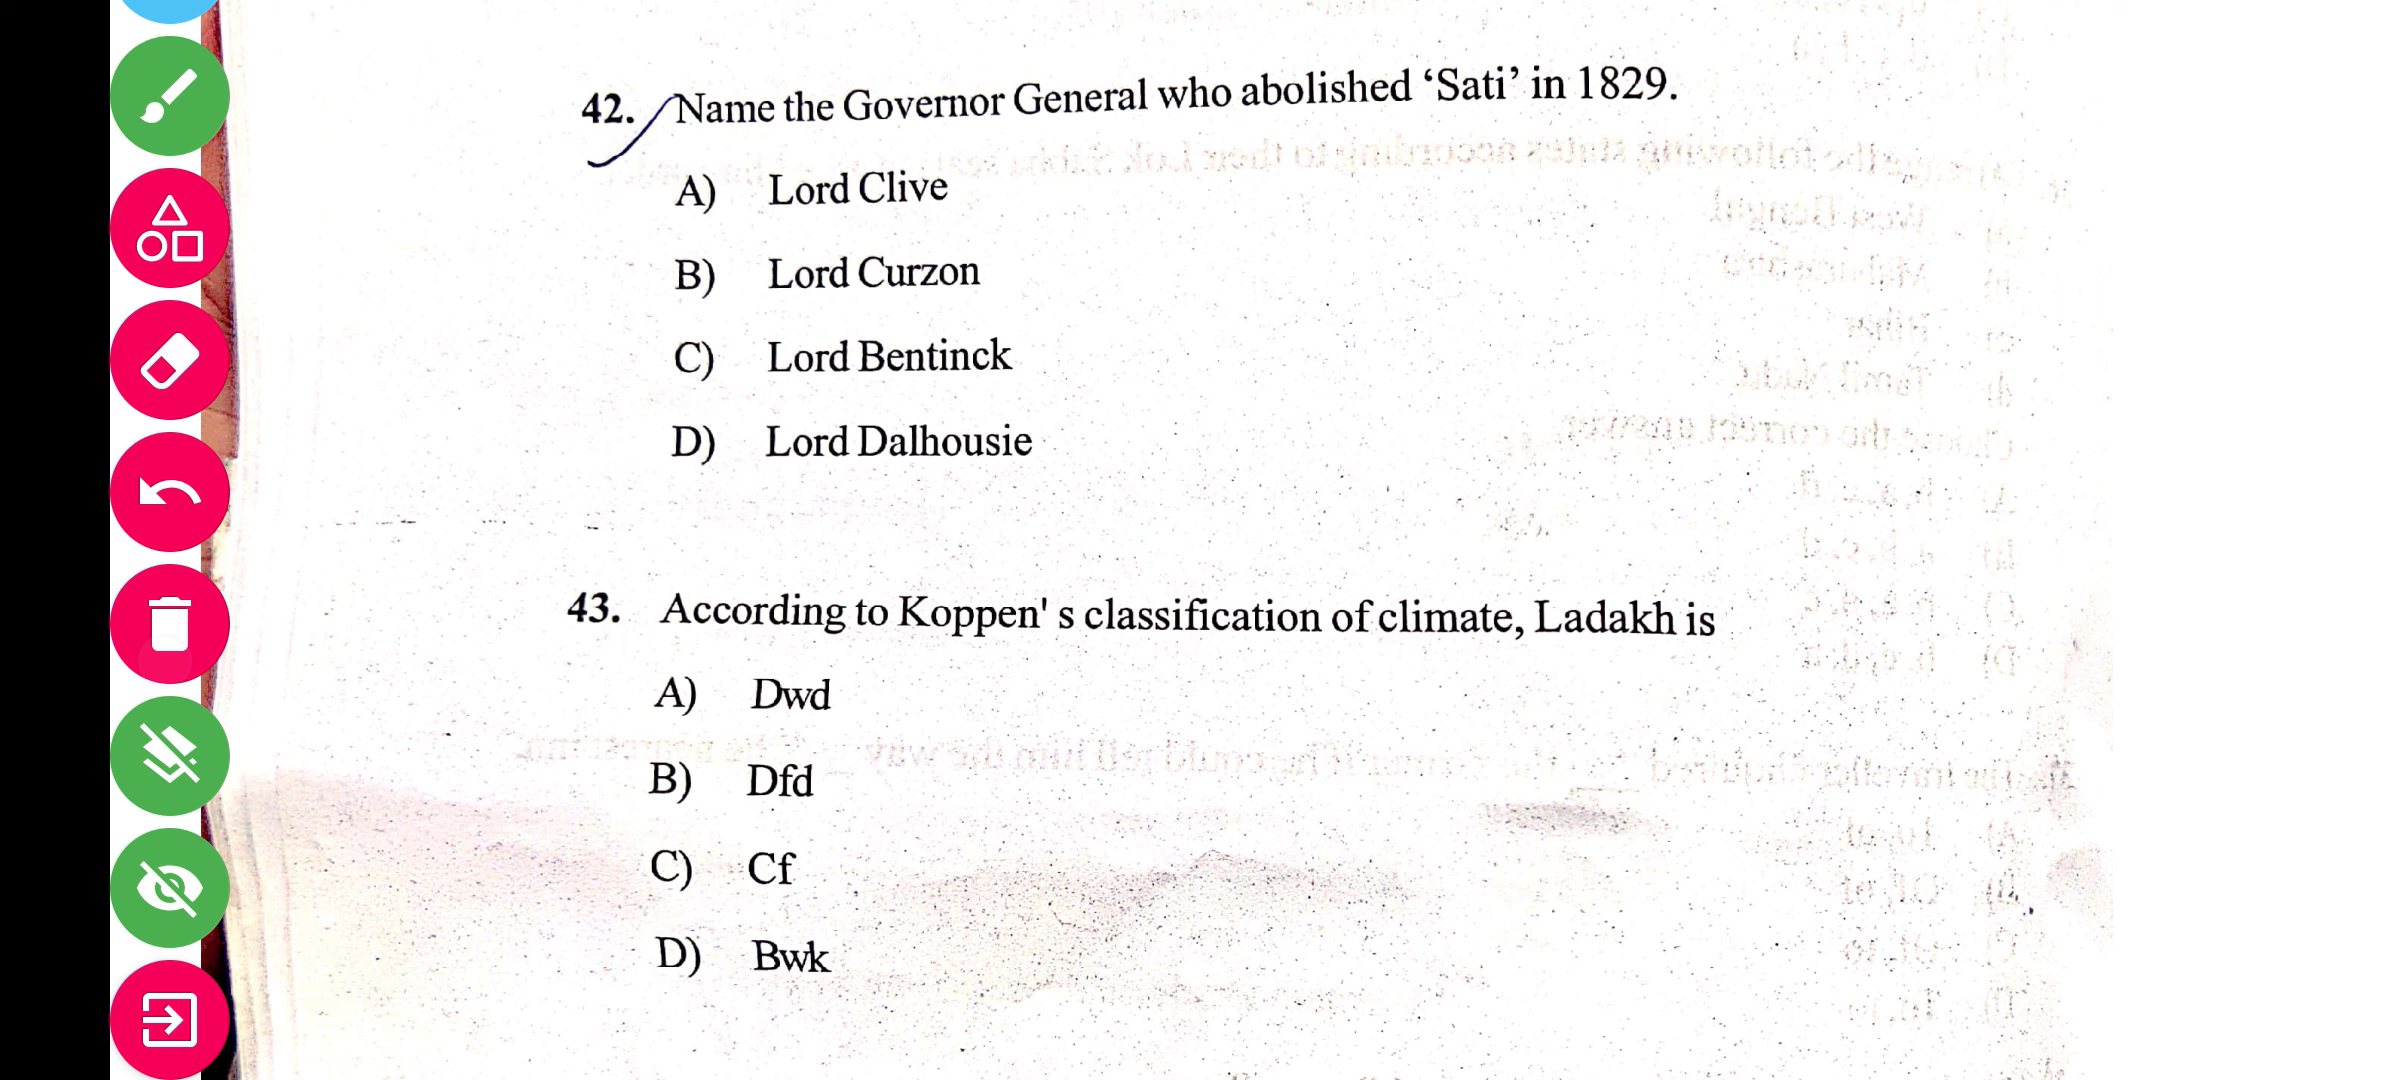 42. Name the Governor General who abolished ‘Sati’ in 1829.
A) Lord Clive
B) Lord Curzon
C) Lord Bentinck
D) Lord Dalhousie
43. According to Koppen' s classification of climate, Ladakh is
A) Dwd
B) Dfd
C) Cf
D) Bwk